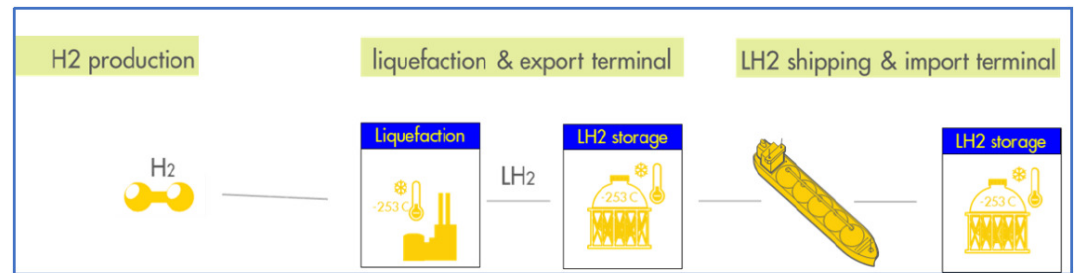 H2 production
liquefaction & export terminal
LH2 shipping & import terminal
H2
Liquefaction
-253 C
LH2
LH2 storage
-253 C
LH2 storage
-253 C